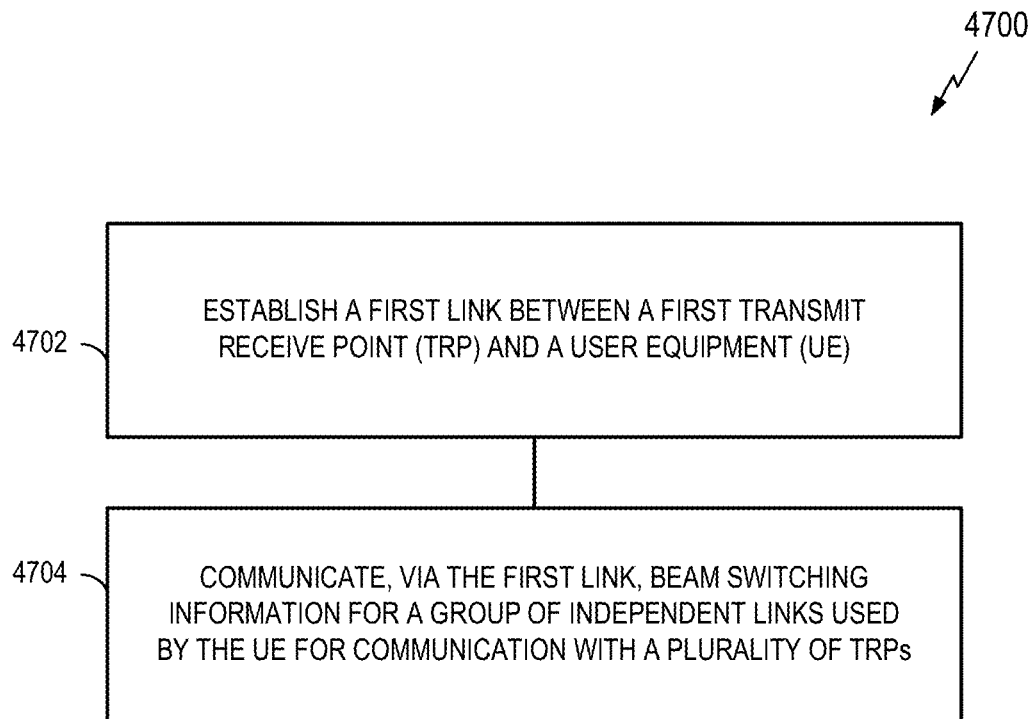 4700
4702
ESTABLISH A FIRST LINK BETWEEN A FIRST TRANSMIT
RECEIVE POINT (TRP) AND A USER EQUIPMENT (UE)
4704
COMMUNICATE, VIA THE FIRST LINK, BEAM SWITCHING
INFORMATION FOR A GROUP OF INDEPENDENT LINKS USED
BY THE UE FOR COMMUNICATION WITH A PLURALITY OF TRPs